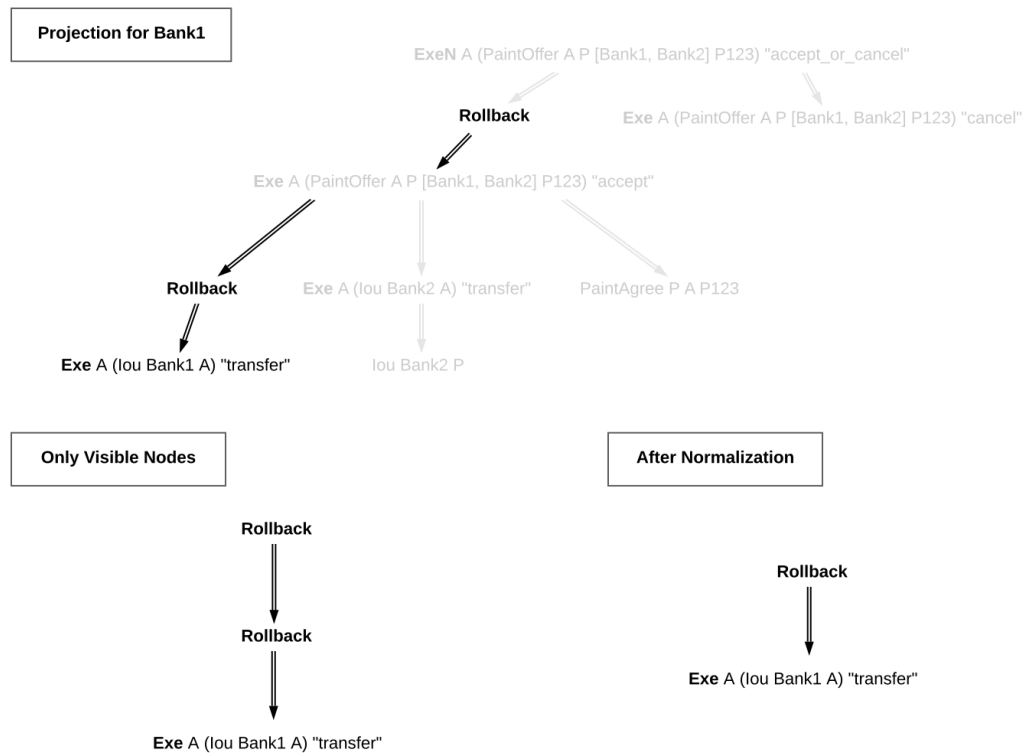 Projection for Bank1
ExeN A (PaintOffer A P [Bank1, Bank2] P123) "accept_or_cancel"
Rollback
Exe A (PaintOffer A P [Bank1, Bank2] P123) "cancel"
Exe A (PaintOffer A P [Bank1, Bank2] P123) "accept"
Rollback
Exe A (Iou Bank2 A) "transfer"
PaintAgree P A P123
Exe A (Iou Bank1 A) "transfer"
Iou Bank2 P
Only Visible Nodes
Rollback
Rollback
Exe A (Iou Bank1 A) "transfer"
After Normalization
Rollback
Exe A (Iou Bank1 A) "transfer"